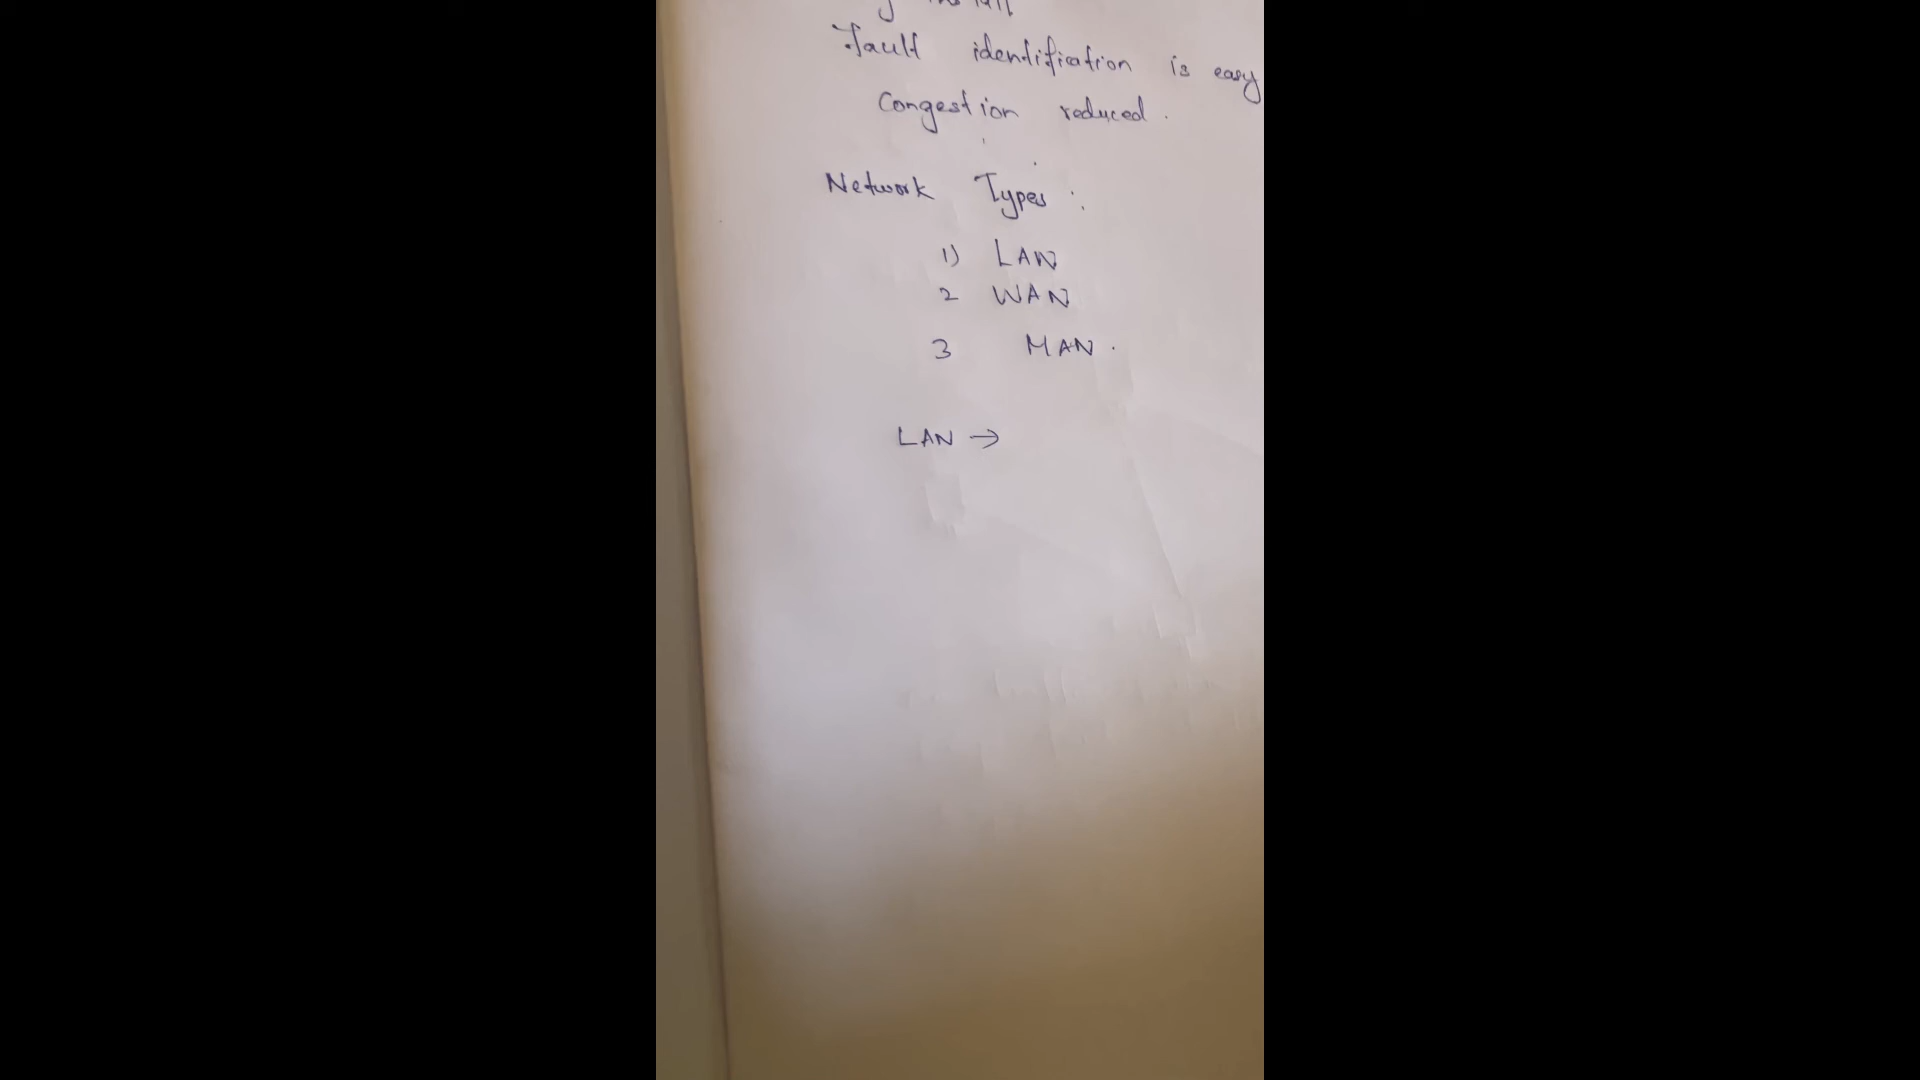 Fault identification is easy
Congestion reduced.
Network Types:
1) LAN
2 WAN
3 MAN.
LAN →